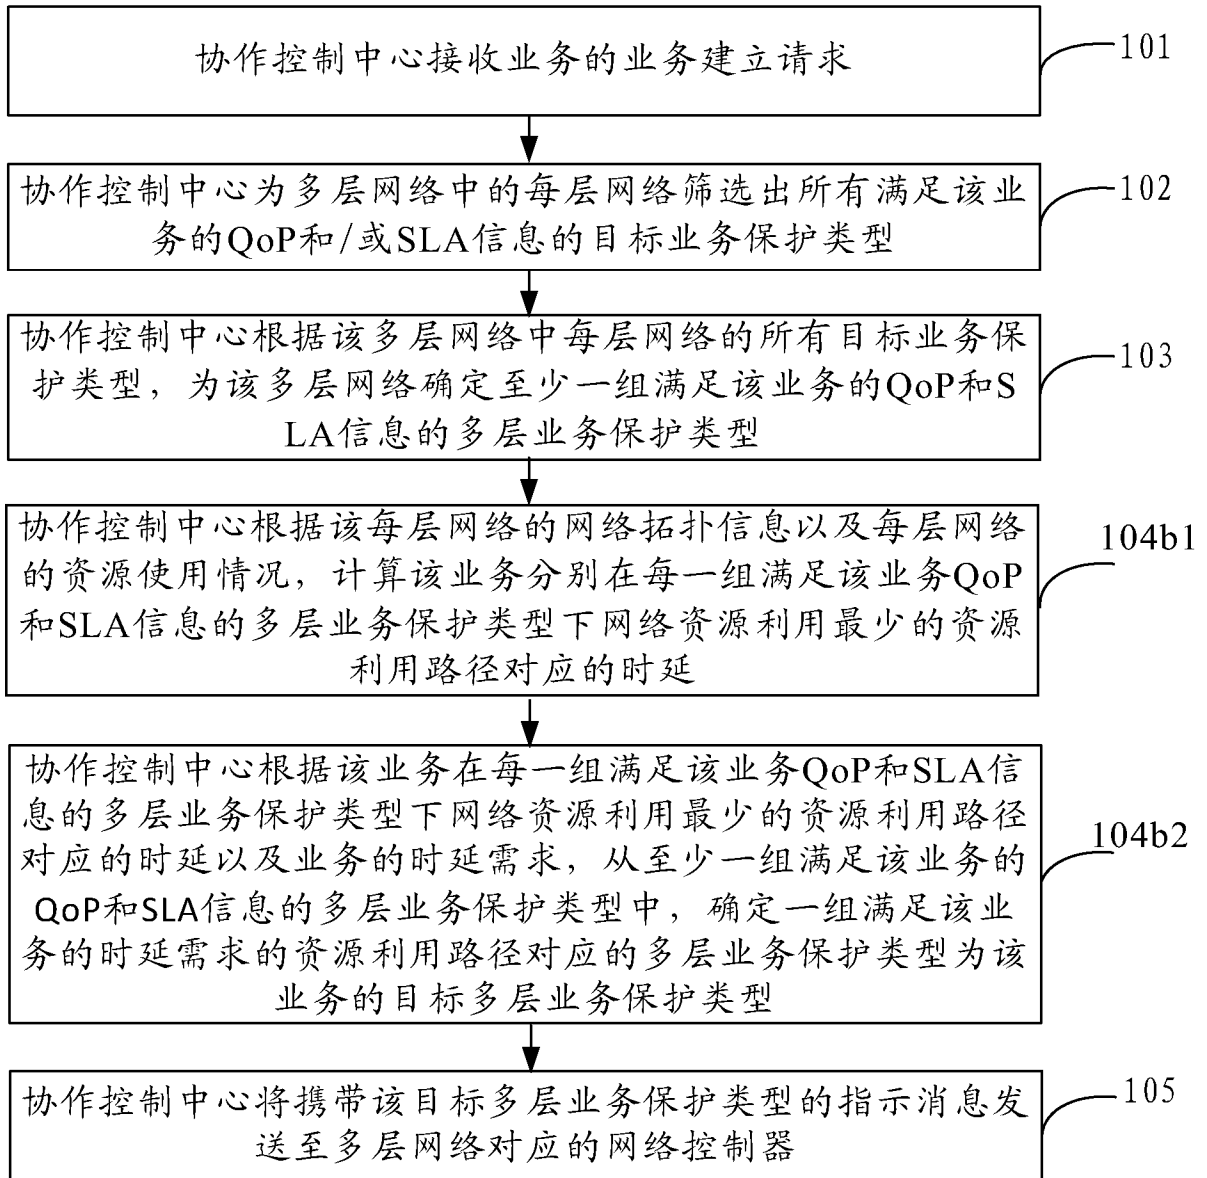 协作控制中心接收业务的业务建立请求
101
协作控制中心为多层网络中的每层网络筛选出所有满足该业
务的QoP和/或SLA信息的目标业务保护类型
102
协作控制中心根据该多层网络中每层网络的所有目标业务保
护类型，为该多层网络确定至少一组满足该业务的QoP和S
LA信息的多层业务保护类型
103
协作控制中心根据该每层网络的网络拓扑信息以及每层网络
的资源使用情况，计算该业务分别在每一组满足该业务QoP
和SLA信息的多层业务保护类型下网络资源利用最少的资源
利用路径对应的时延
104b1
协作控制中心根据该业务在每一组满足该业务QoP和SLA信
息的多层业务保护类型下网络资源利用最少的资源利用路径
对应的时延以及业务的时延需求，从至少一组满足该业务的
QoP和SLA信息的多层业务保护类型中，确定一组满足该业
务的时延需求的资源利用路径对应的多层业务保护类型为该
业务的目标多层业务保护类型
104b2
协作控制中心将携带该目标多层业务保护类型的指示消息发
送至多层网络对应的网络控制器
105